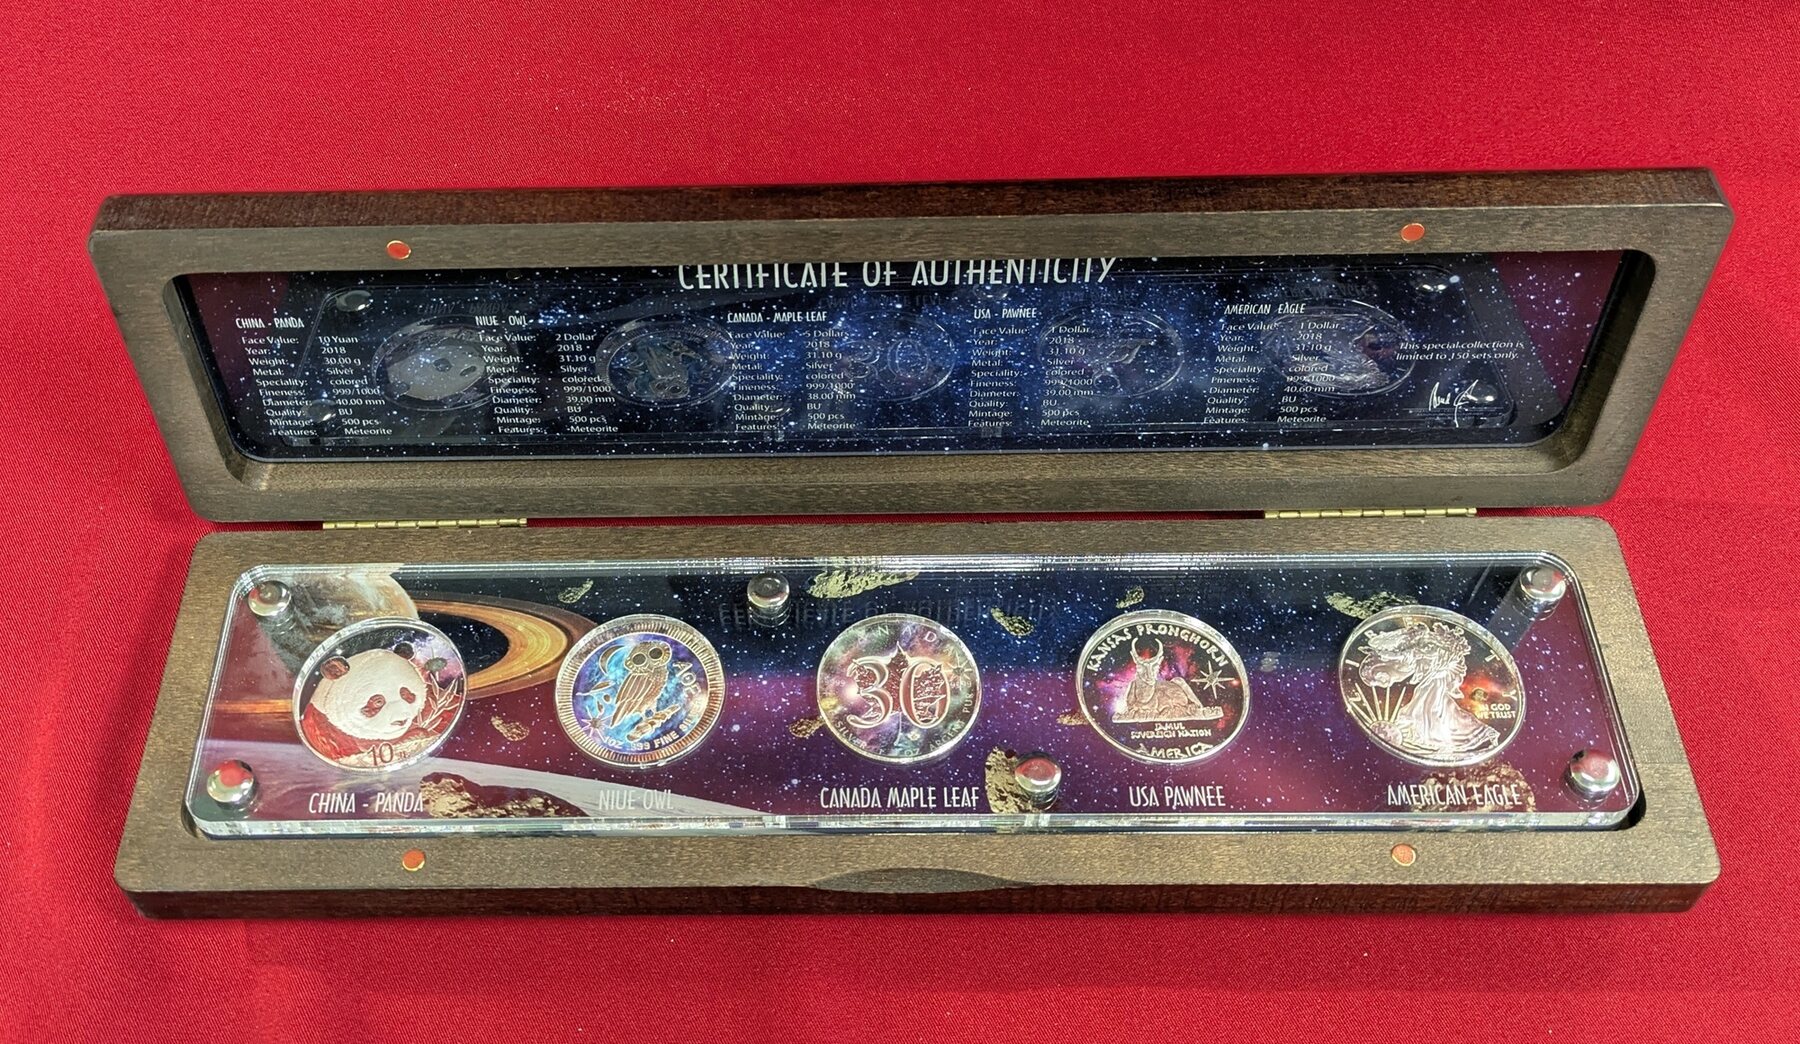 CERTIFICATE OF AUTHENTICITY
CHINA - PANDA
Face Value: 10 Yuan
Year: 2018
Weight: 30.00 g
Metal: Silver
Speciality: colored
Fineness: 999/1000
Diameter: 40.00 mm
Quality: BU
Mintage: 500 pcs
Features: Meteorite
NIUE - OWL
Face Value: 2 Dollar
Year: 2018
Weight: 31.10 g
Metal: Silver
Speciality: colored
Fineness: 999/1000
Diameter: 39.00 mm
Quality: BU
Mintage: 500 pcs
Features: Meteorite
CANADA - MAPLE LEAF
Face Value: 5 Dollar
Year: 2018
Weight: 31.10 g
Metal: Silver
Speciality: colored
Fineness: 999/1000
Diameter: 38.00 mm
Quality: BU
Mintage: 500 pcs
Features: Meteorite
USA - PAWNEE
Face Value: 1 Dollar
Year: 2018
Weight: 31.10 g
Metal: Silver
Speciality: colored
Fineness: 999/1000
Diameter: 39.00 mm
Quality: BU
Mintage: 500 pcs
Features: Meteorite
AMERICAN EAGLE
Face Value: 1 Dollar
Year: 2018
Weight: 31.10 g
Metal: Silver
Speciality: colored
Fineness: 999/1000
Diameter: 40.60 mm
Quality: BU
Mintage: 500 pcs
Features: Meteorite
This special collection is
limited to 150 sets only.
10
1 OZ .999 FINE
30
KANSAS PRONGHORN
JAMUL
SOVEREIGN NATION
AMERICA
IN GOD
WE TRUST
CHINA - PANDA
NIUE OWL
CANADA MAPLE LEAF
USA PAWNEE
AMERICAN EAGLE